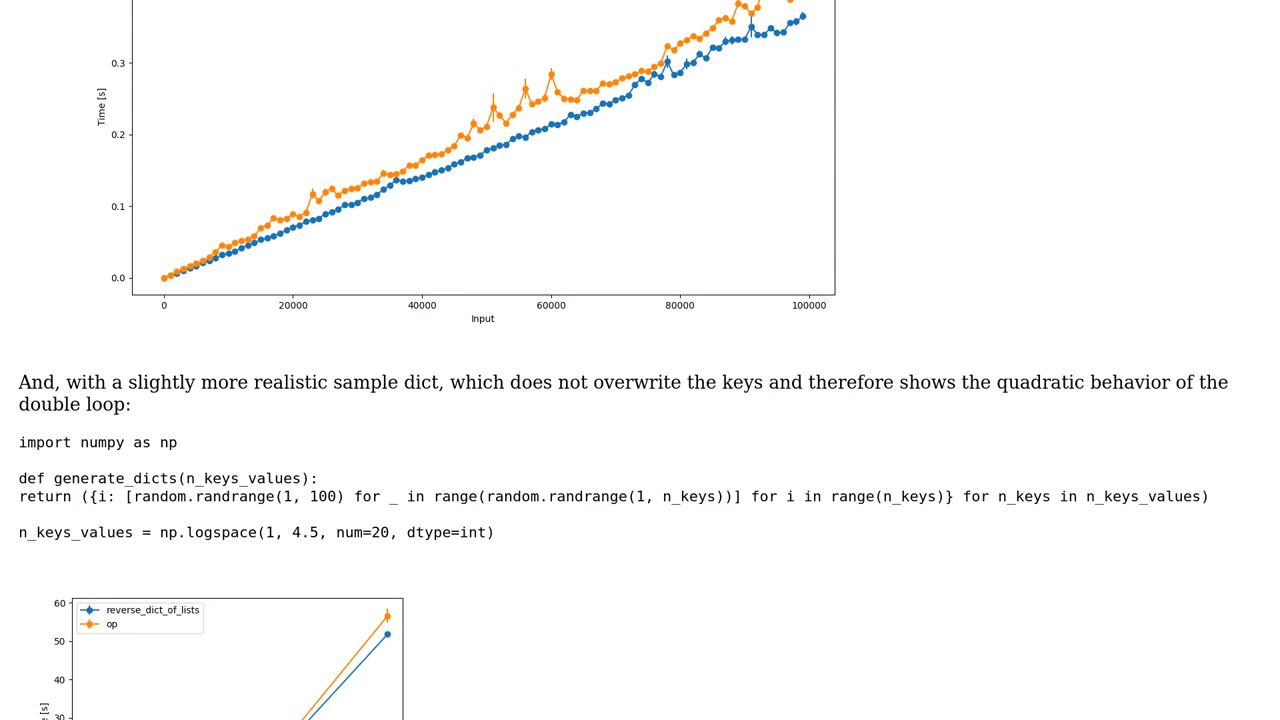 0.3
Time [s]
0.2
0.1
0.0
0 20000 40000 60000 80000 100000
Input
And, with a slightly more realistic sample dict, which does not overwrite the keys and therefore shows the quadratic behavior of the
double loop:
import numpy as np
def generate_dicts(n_keys_values):
return ({i: [random.randrange(1, 100) for _ in range(random.randrange(1, n_keys))] for i in range(n_keys)} for n_keys in n_keys_values)
n_keys_values = np.logspace(1, 4.5, num=20, dtype=int)
60
reverse_dict_of_lists
op
50
40
[s]
30